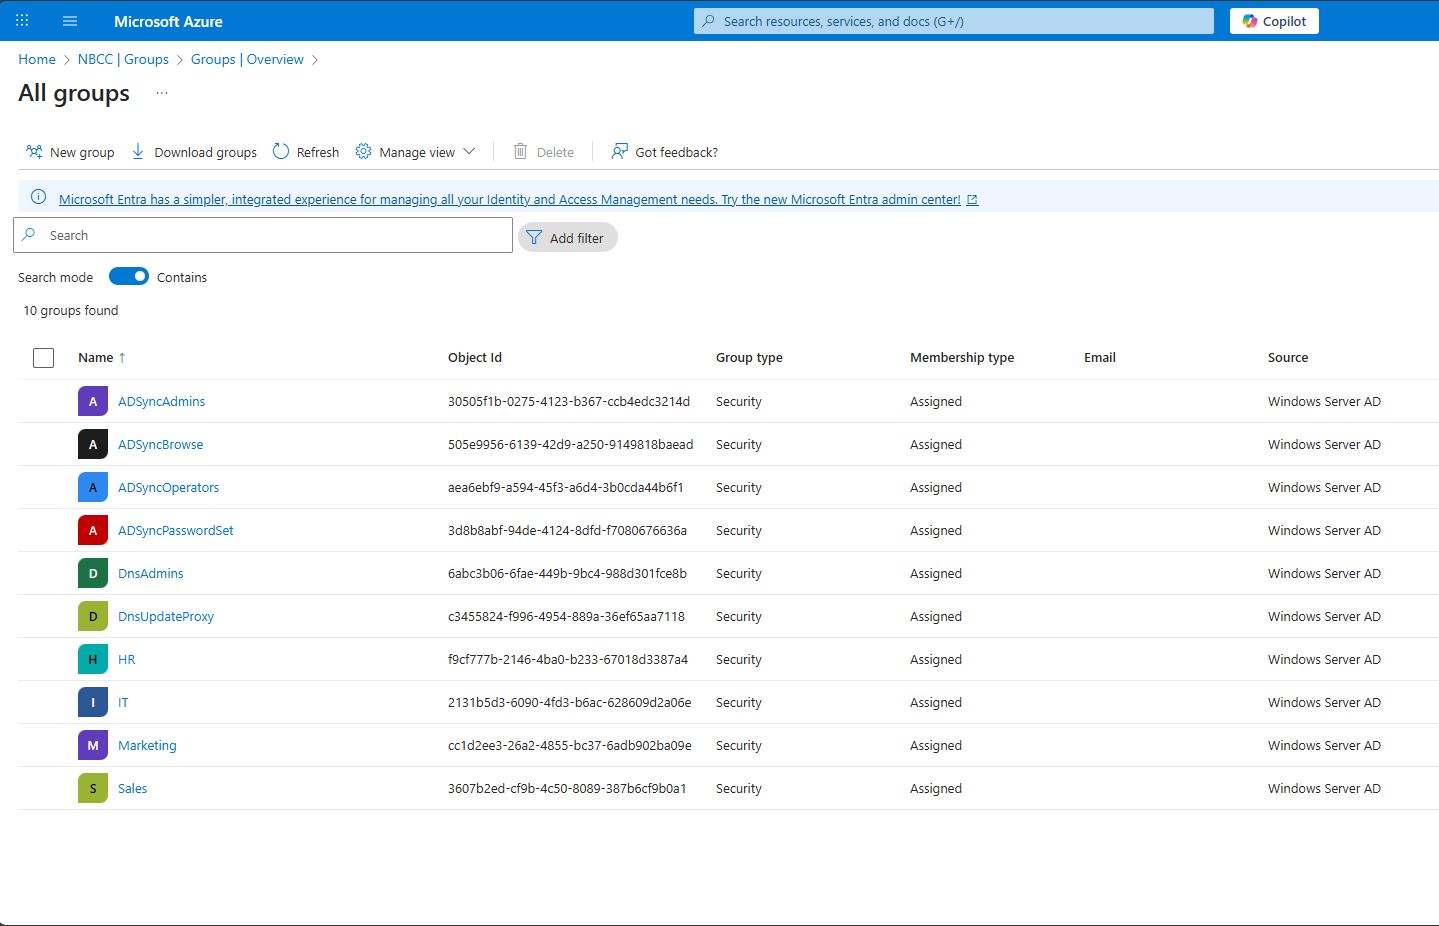 Microsoft Azure
Search resources, services, and docs (G+/)
Copilot
Home > NBCC | Groups > Groups | Overview >
All groups ...
New group Download groups Refresh Manage view Delete Got feedback?
Microsoft Entra has a simpler, integrated experience for managing all your Identity and Access Management needs. Try the new Microsoft Entra admin center!
Search
Add filter
Search mode Contains
10 groups found
Name ↑ Object Id Group type Membership type Email Source
A ADSyncAdmins 30505f1b-0275-4123-b367-ccb4edc3214d Security Assigned Windows Server AD
A ADSyncBrowse 505e9956-6139-42d9-a250-9149818baead Security Assigned Windows Server AD
A ADSyncOperators aea6ebf9-a594-45f3-a6d4-3b0cda44b6f1 Security Assigned Windows Server AD
A ADSyncPasswordSet 3d8b8abf-94de-4124-8dfd-f7080676636a Security Assigned Windows Server AD
D DnsAdmins 6abc3b06-6fae-449b-9bc4-988d301fce8b Security Assigned Windows Server AD
D DnsUpdateProxy c3455824-f996-4954-889a-36ef65aa7118 Security Assigned Windows Server AD
H HR f9cf777b-2146-4ba0-b233-67018d3387a4 Security Assigned Windows Server AD
I IT 2131b5d3-6090-4fd3-b6ac-628609d2a06e Security Assigned Windows Server AD
M Marketing cc1d2ee3-26a2-4855-bc37-6adb902ba09e Security Assigned Windows Server AD
S Sales 3607b2ed-cf9b-4c50-8089-387b6cf9b0a1 Security Assigned Windows Server AD